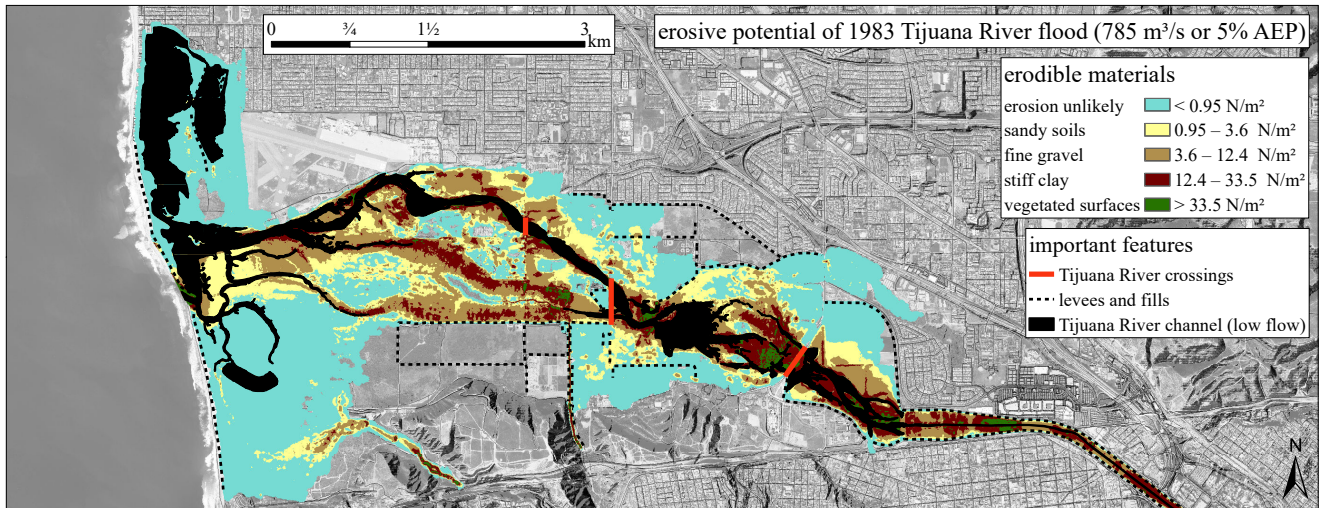 0 ¾ 1½ 3
km
erosive potential of 1983 Tijuana River flood (785 m³/s or 5% AEP)
erodible materials
erosion unlikely < 0.95 N/m²
sandy soils 0.95 – 3.6 N/m²
fine gravel 3.6 – 12.4 N/m²
stiff clay 12.4 – 33.5 N/m²
vegetated surfaces > 33.5 N/m²
important features
Tijuana River crossings
levees and fills
Tijuana River channel (low flow)
N